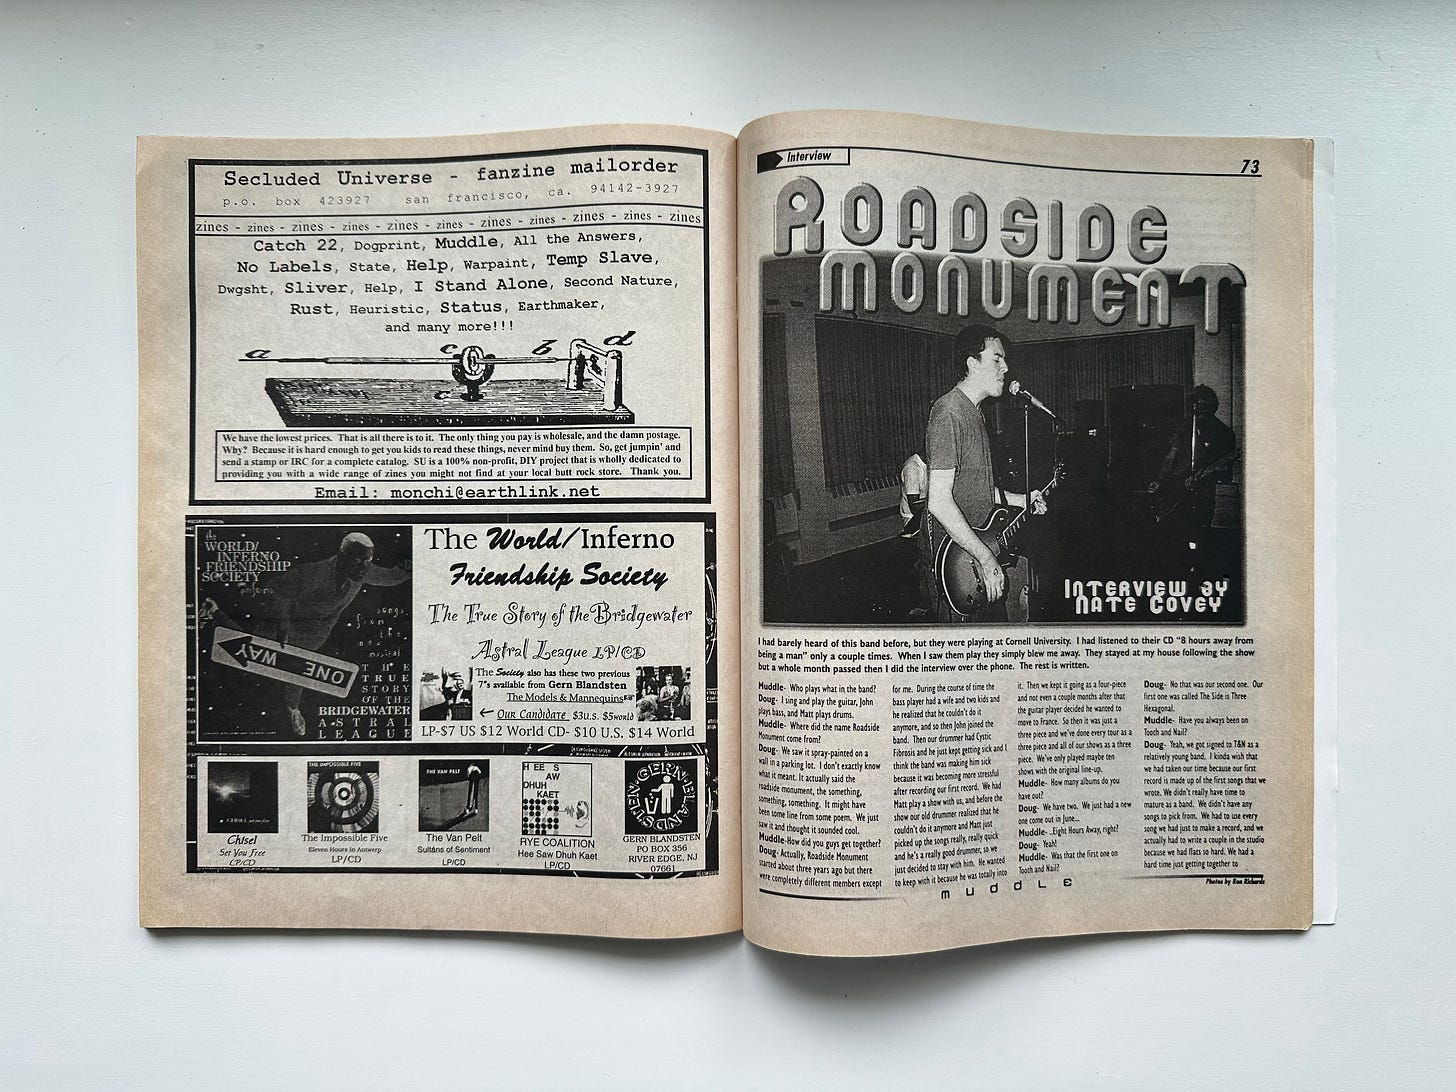 Secluded Universe - fanzine mailorder
p.o. box 423927 san francisco, ca. 94142-3927
zines - zines - zines - zines - zines - zines - zines - zines - zines - zines
Catch 22, Dogprint, Muddle, All the Answers,
No Labels, State, Help, Warpaint, Temp Slave,
Dwgsht, Sliver, Help, I Stand Alone, Second Nature,
Rust, Heuristic, Status, Earthmaker,
and many more!!!
a c b d
c
We have the lowest prices. That is all there is to it. The only thing you pay is wholesale, and the damn postage.
Why? Because it is hard enough to get you kids to read these things, never mind buy them. So, get jumpin' and
send a stamp or IRC for a complete catalog. SU is a 100% non-profit, DIY project that is wholly dedicated to
providing you with a wide range of zines you might not find at your local butt rock store. Thank you.
Email: monchi@earthlink.net
the
WORLD/
INFERNO
FRIENDSHIP
SOCIETY
performs
songs
from
the
new
musical
ONE WAY
THE
TRUE
STORY
OF THE
BRIDGEWATER
ASTRAL
LEAGUE
The World/Inferno
Friendship Society
The True Story of the Bridgewater
Astral League LP/CD
The Society also has these two previous
7"s available from Gern Blandsten
The Models & Mannequins
Our Candidate $3U.S. $5world
LP-$7 US $12 World CD- $10 U.S. $14 World
Chisel
Set You Free
LP/CD
THE IMPOSSIBLE FIVE
The Impossible Five
Eleven Hours In Antwerp
LP/CD
THE VAN PELT
The Van Pelt
Sultans of Sentiment
LP/CD
HEE S
AW
DHUH
KAET
RYE COALITION
Hee Saw Dhuh Kaet
LP/CD
GERN BLANDSTEN
GERN BLANDSTEN
PO BOX 356
RIVER EDGE, NJ
07661
Interview
73
ROADSIDE
MONUMENT
INTERVIEW BY
NATE COVEY
I had barely heard of this band before, but they were playing at Cornell University. I had listened to their CD "8 hours away from
being a man" only a couple times. When I saw them play they simply blew me away. They stayed at my house following the show
but a whole month passed then I did the interview over the phone. The rest is written.
Muddle- Who plays what in the band?
Doug- I sing and play the guitar, John
plays bass, and Matt plays drums.
Muddle- Where did the name Roadside
Monument come from?
Doug- We saw it spray-painted on a
wall in a parking lot. I don't exactly know
what it meant. It actually said the
roadside monument, the something,
something, something. It might have
been some line from some poem. We just
saw it and thought it sounded cool.
Muddle-How did you guys get together?
Doug- Actually, Roadside Monument
started about three years ago but there
were completely different members except
for me. During the course of time the
bass player had a wife and two kids and
he realized that he couldn't do it
anymore, and so then John joined the
band. Then our drummer had Cystic
Fibrosis and he just kept getting sick and I
think the band was making him sick
because it was becoming more stressful
after recording our first record. We had
Matt play a show with us, and before the
show our old drummer realized that he
couldn't do it anymore and Matt just
picked up the songs really, really quick
and he's a really good drummer, so we
just decided to stay with him. He wanted
to keep with it because he was totally into
it. Then we kept it going as a four-piece
and not even a couple months after that
the guitar player decided he wanted to
move to France. So then it was just a
three piece and we've done every tour as a
three piece and all of our shows as a three
piece. We've only played maybe ten
shows with the original line-up.
Muddle- How many albums do you
have out?
Doug- We have two. We just had a new
one come out in June...
Muddle- ..Eight Hours Away, right?
Doug- Yeah!
Muddle- Was that the first one on
Tooth and Nail?
Doug- No that was our second one. Our
first one was called The Side is Three
Hexagonal.
Muddle- Have you always been on
Tooth and Nail?
Doug- Yeah, we got signed to T&N as a
relatively young band. I kinda wish that
we had taken our time because our first
record is made up of the first songs that we
wrote. We didn't really have time to
mature as a band. We didn't have any
songs to pick from. We had to use every
song we had just to make a record, and we
actually had to write a couple in the studio
because we had flats so hard. We had a
hard time just getting together to
muddle
Photos by Ron Richards